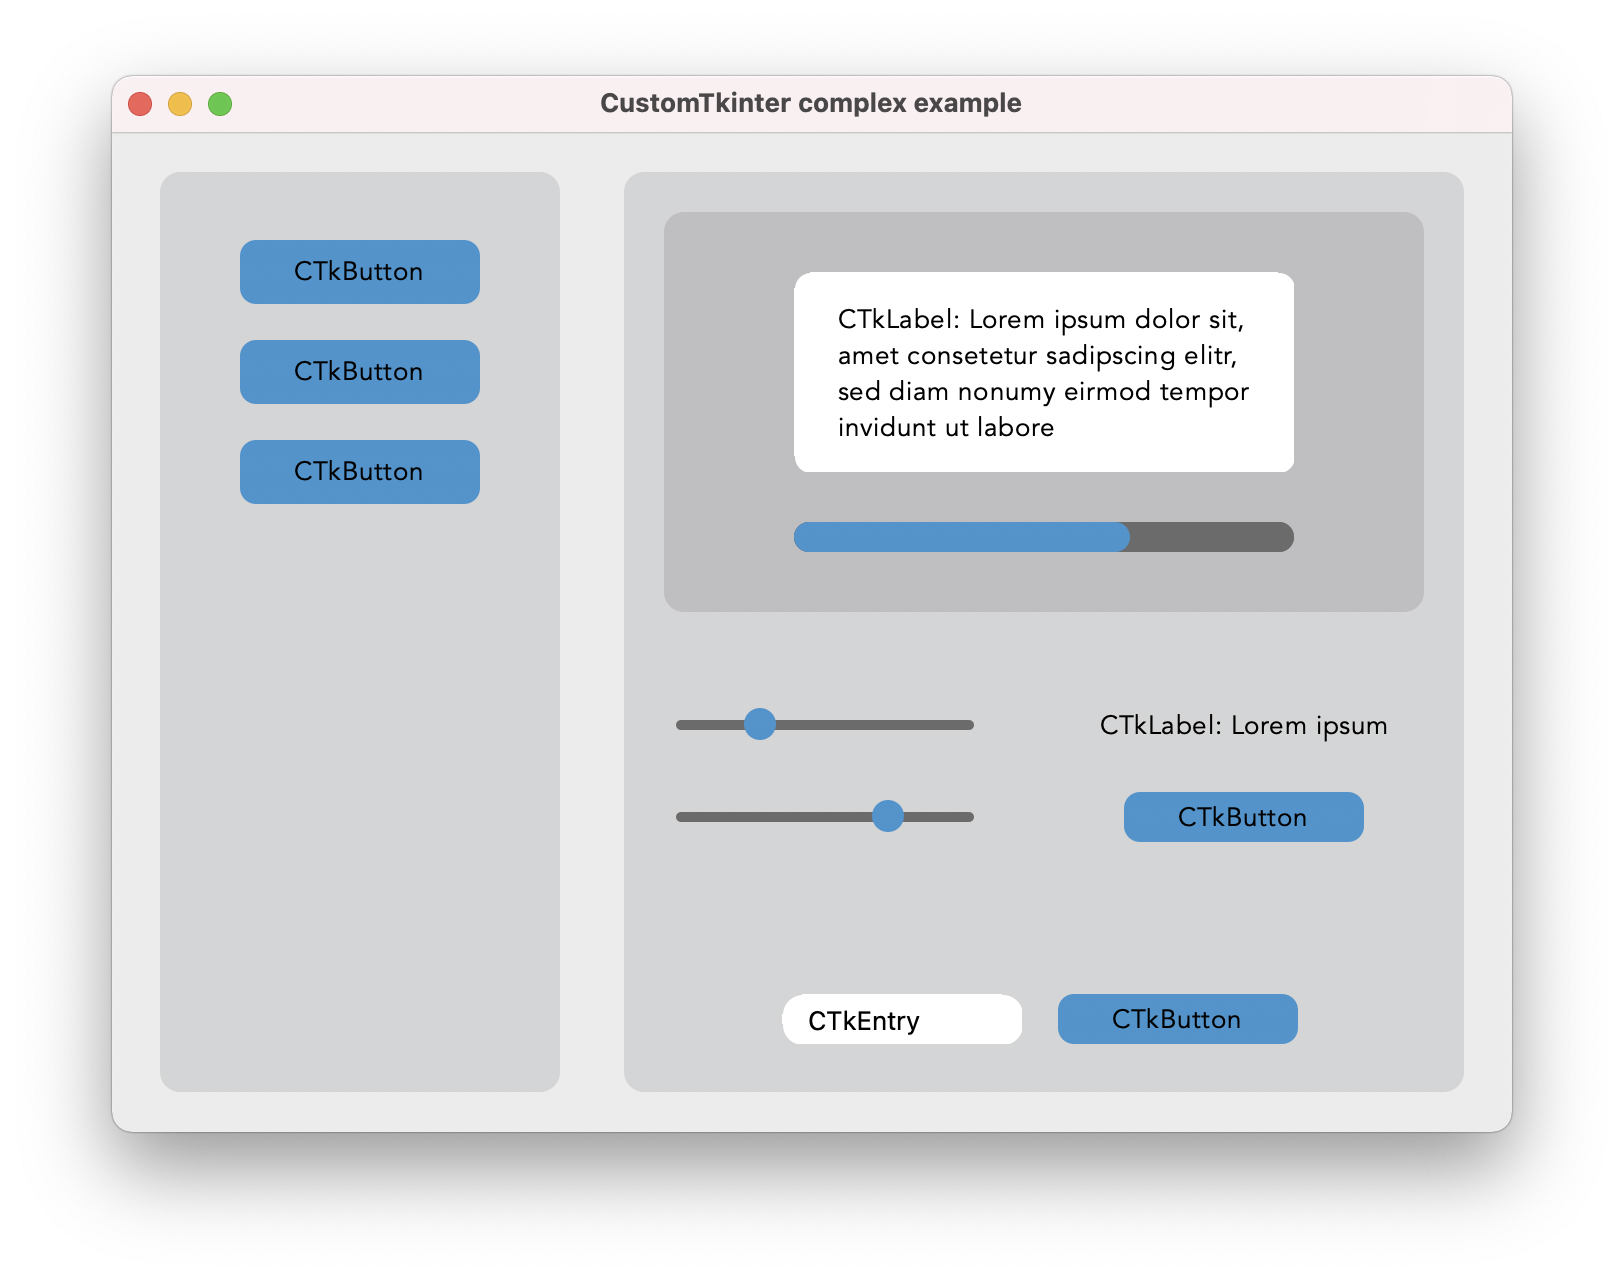 CustomTkinter complex example
CTkButton
CTkButton
CTkButton
CTkLabel: Lorem ipsum dolor sit,
amet consetetur sadipscing elitr,
sed diam nonumy eirmod tempor
invidunt ut labore
CTkLabel: Lorem ipsum
CTkButton
CTkEntry
CTkButton